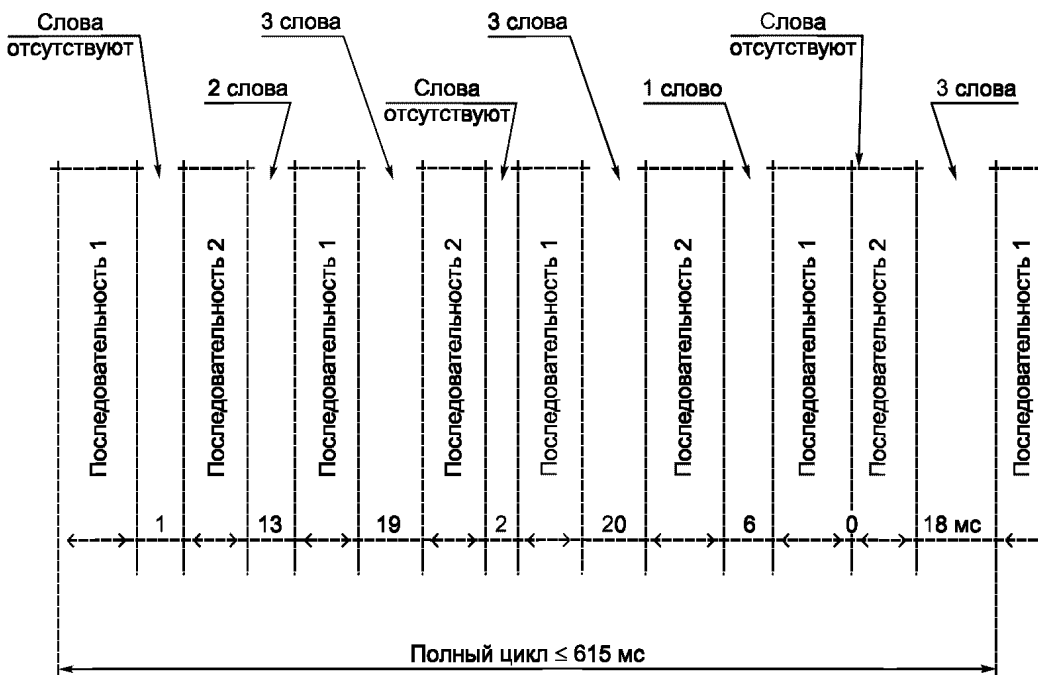 Слова
отсутствуют
3 слова
3 слова
Слова
отсутствуют
2 слова
Слова
отсутствуют
1 слово
3 слова
Последовательность 1
Последовательность 2
Последовательность 1
Последовательность 2
Последовательность 1
Последовательность 2
Последовательность 1
Последовательность 2
Последовательность 1
1
13
19
2
20
6
0
18 мс
Полный цикл ≤ 615 мс